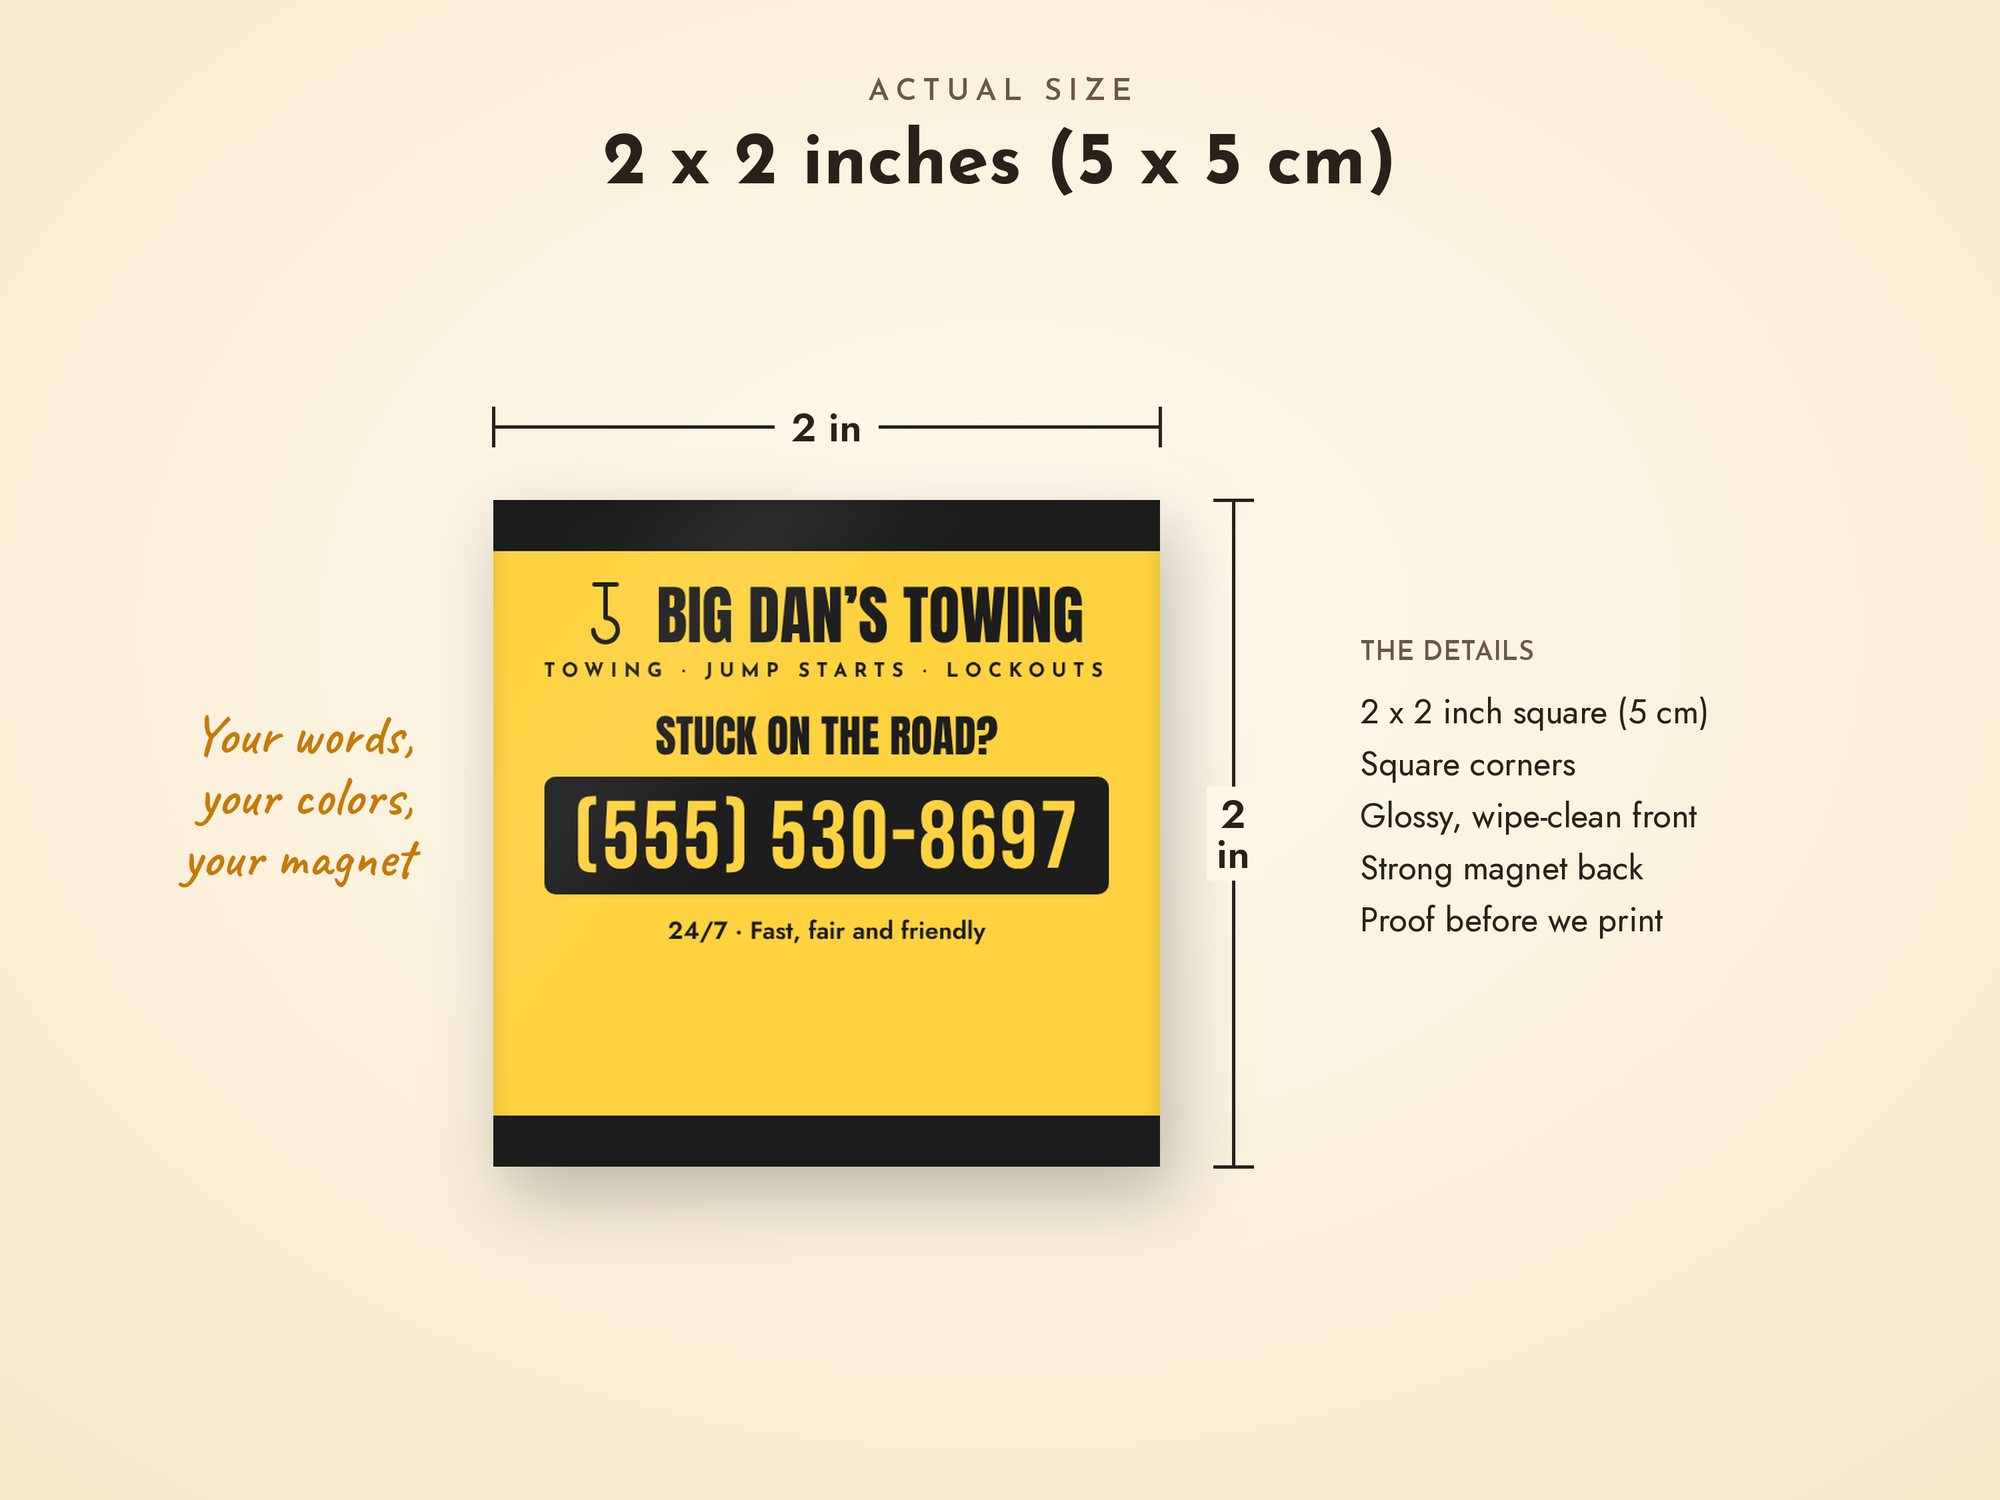 ACTUAL SIZE
2 x 2 inches (5 x 5 cm)
2 in
BIG DAN’S TOWING
TOWING · JUMP STARTS · LOCKOUTS
STUCK ON THE ROAD?
(555) 530-8697
24/7 · Fast, fair and friendly
2
in
Your words,
your colors,
your magnet
THE DETAILS
2 x 2 inch square (5 cm)
Square corners
Glossy, wipe-clean front
Strong magnet back
Proof before we print